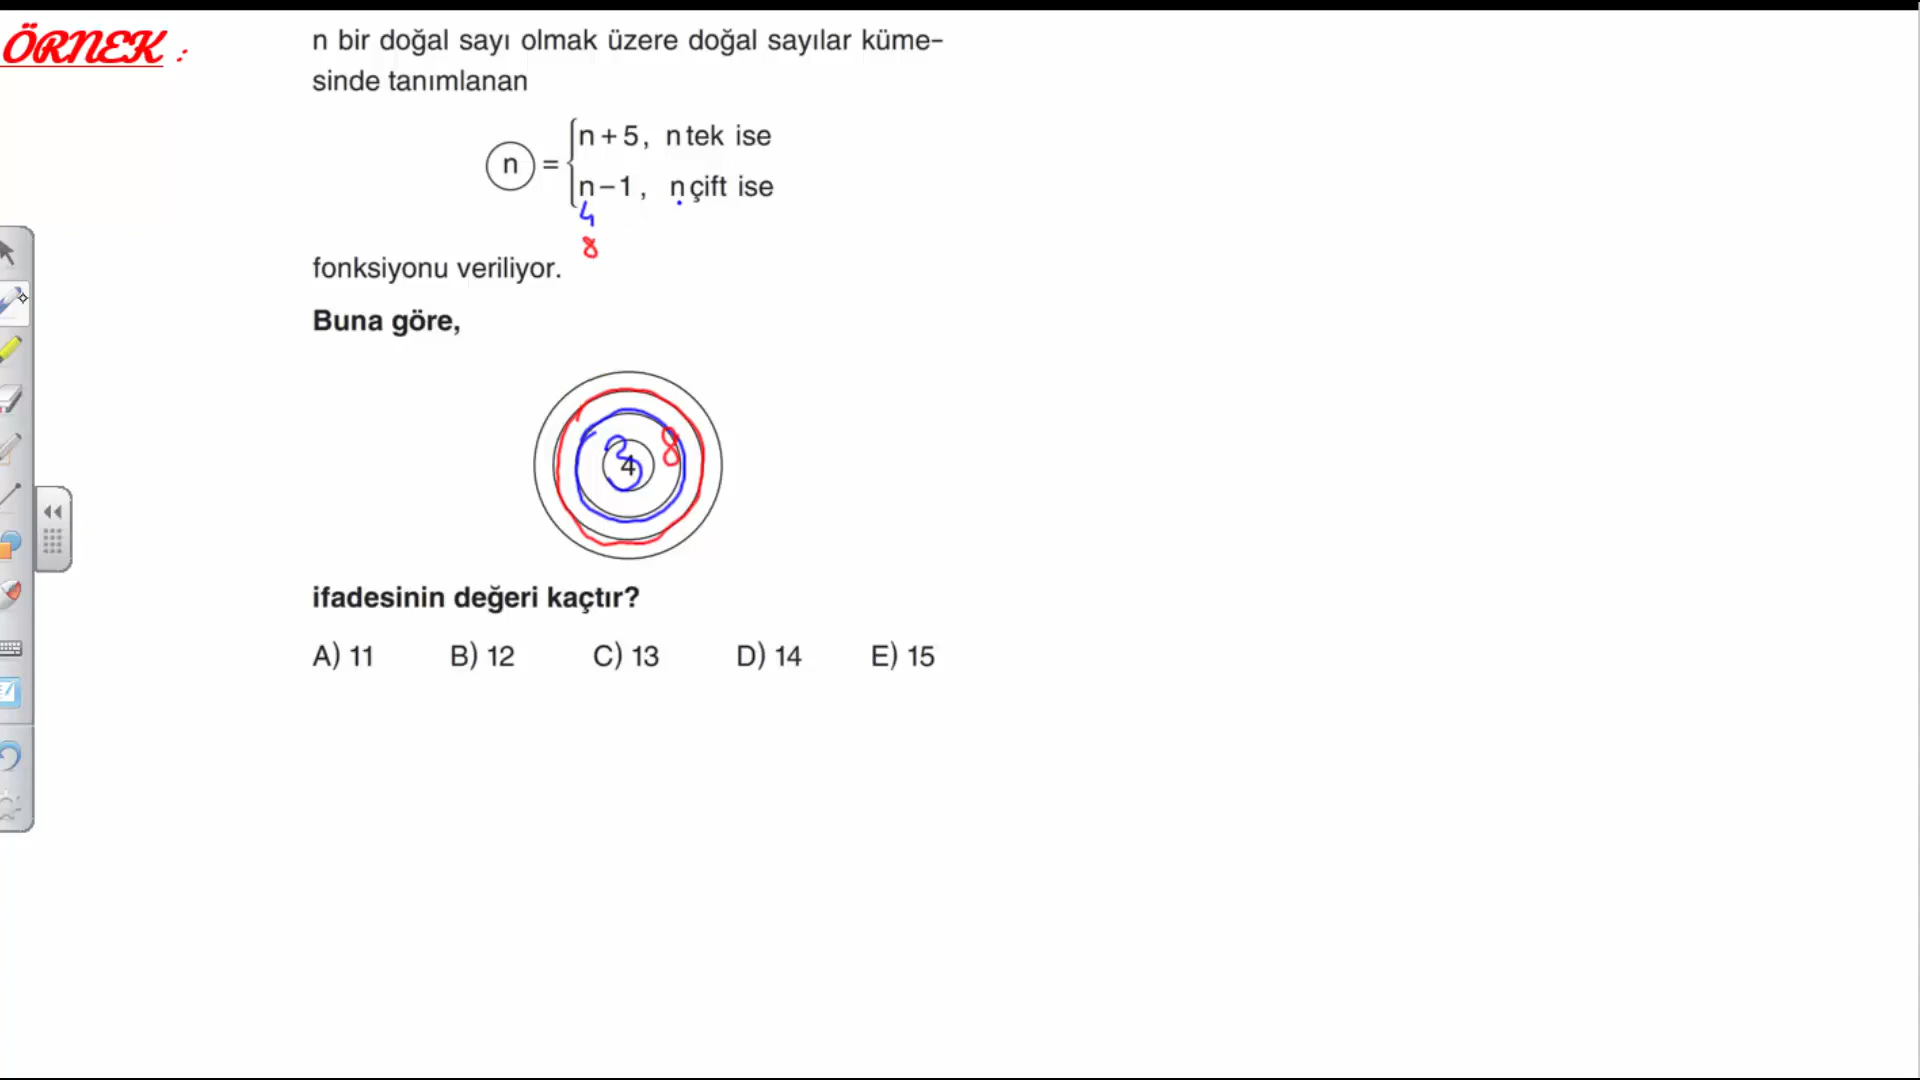 ÖRNEK :
n bir doğal sayı olmak üzere doğal sayılar küme-
sinde tanımlanan
n + 5 , n tek ise
n =
n – 1 , n çift ise
4
8
fonksiyonu veriliyor.
Buna göre,
3 8
4
ifadesinin değeri kaçtır?
A) 11 B) 12 C) 13 D) 14 E) 15